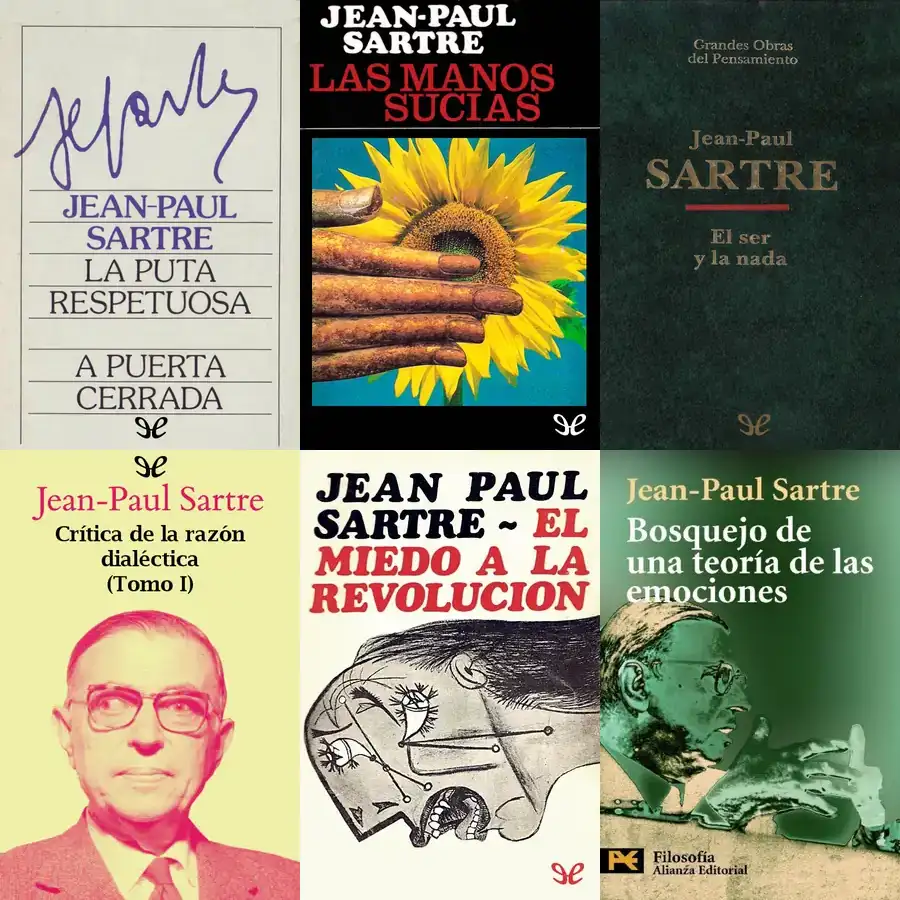 JEAN-PAUL
SARTRE
LA PUTA
RESPETUOSA
A PUERTA
CERRADA
JEAN-PAUL
SARTRE
LAS MANOS
SUCIAS
Grandes Obras
del Pensamiento
Jean-Paul
SARTRE
El ser
y la nada
Jean-Paul Sartre
Crítica de la razón
dialéctica
(Tomo I)
JEAN PAUL
SARTRE ~ EL
MIEDO A LA
REVOLUCION
Jean-Paul Sartre
Bosquejo de
una teoría de las
emociones
Filosofía
Alianza Editorial